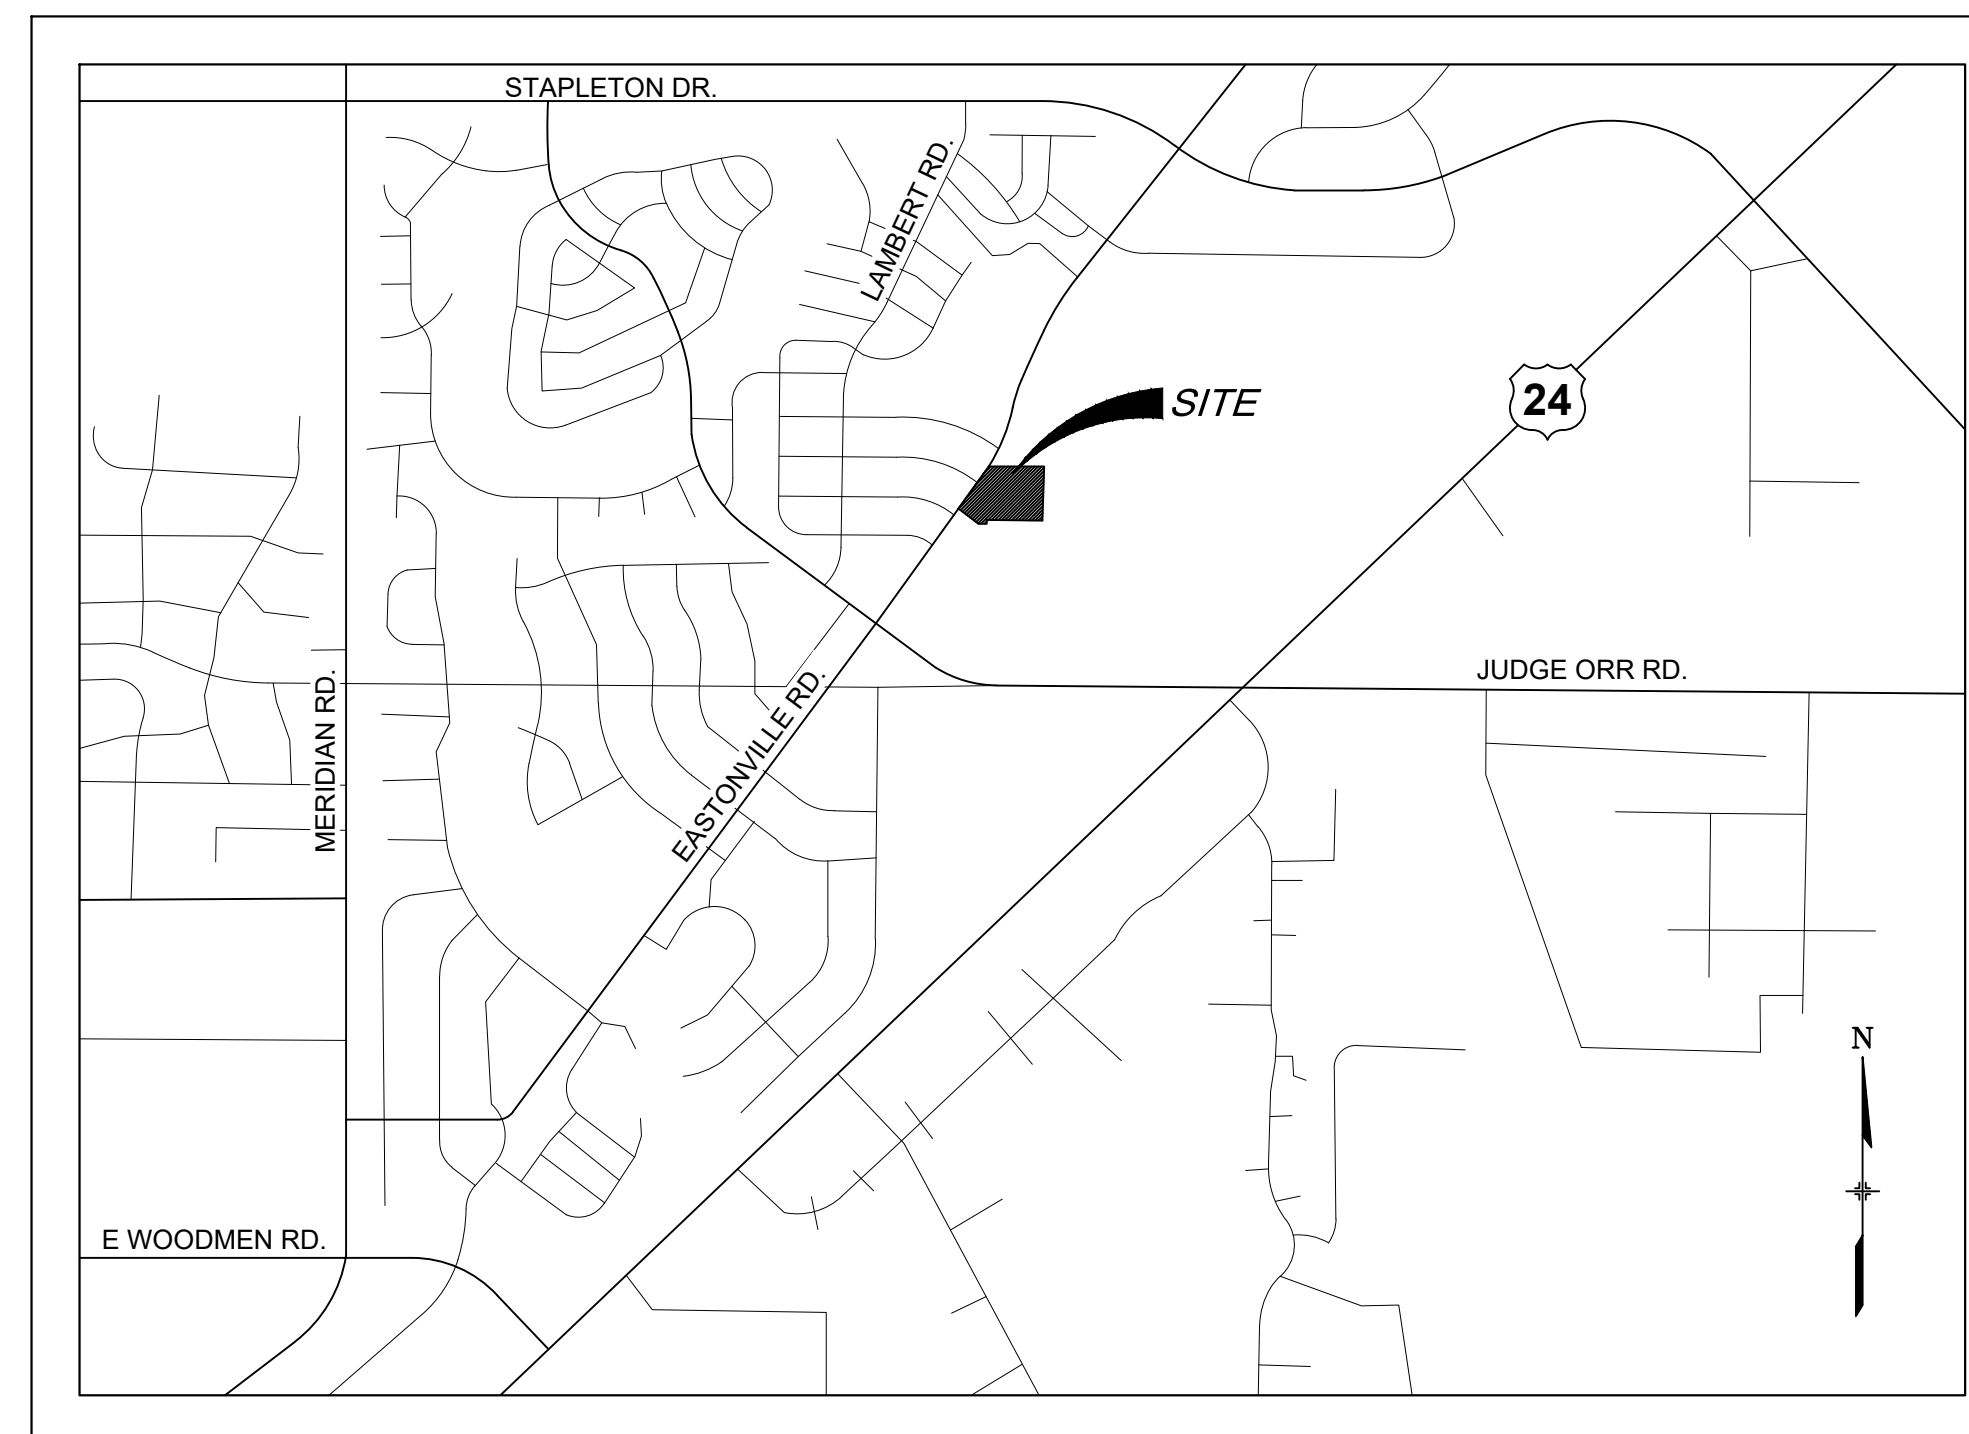 STAPLETON DR.
LAMBERT RD.
SITE
24
JUDGE ORR RD.
MERIDIAN RD.
EASTONVILLE RD.
N
E WOODMEN RD.